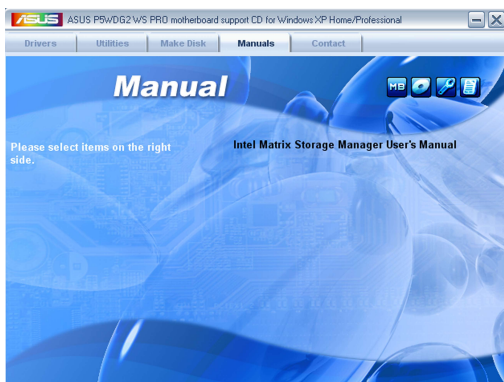 ASUS ASUS P5WDG2 WS PRO motherboard support CD for Windows XP Home/Professional
Drivers Utilities Make Disk Manuals Contact
Manual
MB
Please select items on the right
side.
Intel Matrix Storage Manager User's Manual